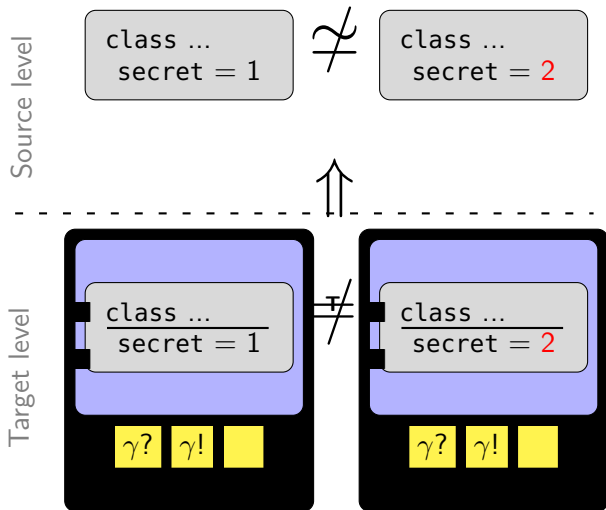 Source level
class ...
secret = 1
≄
class ...
secret = 2
⇑
Target level
class ...
secret = 1
T
≠
class ...
secret = 2
γ? γ!
γ? γ!